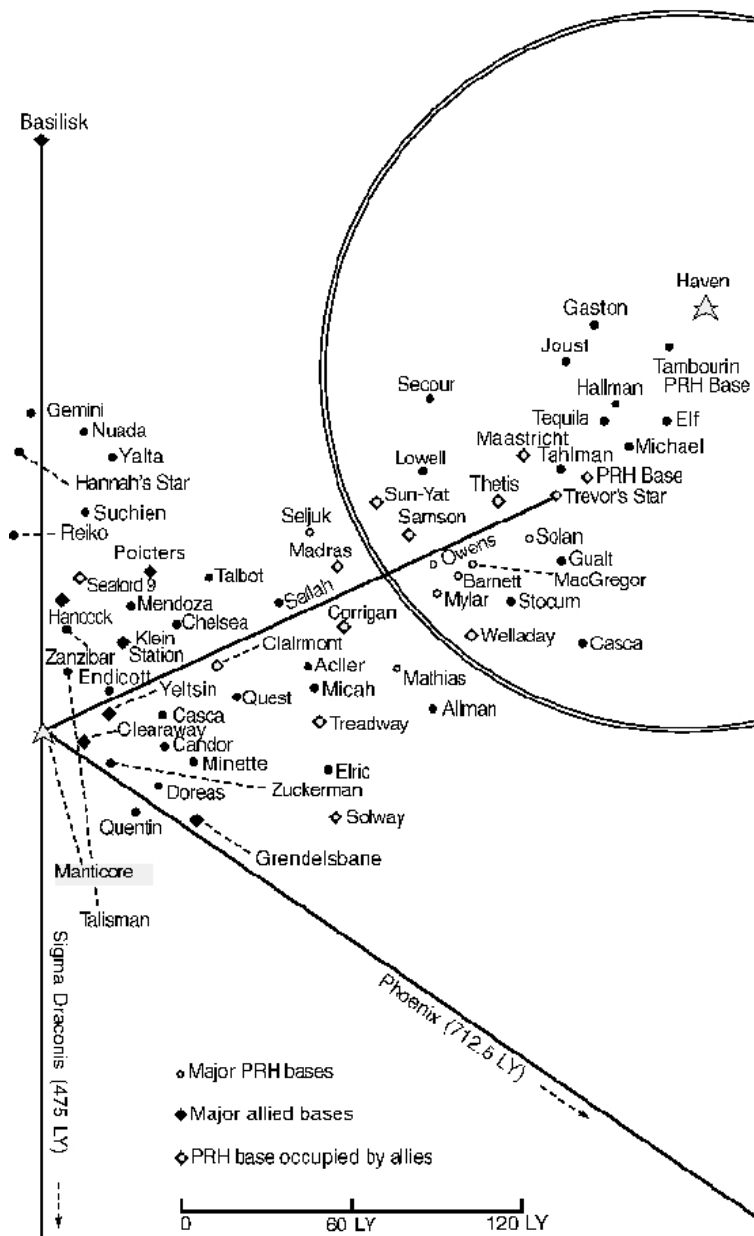 Basilisk
Haven
Gaston
Joust
Tambourin
PRH Base
Secour
Hallman
Gemini
Tequila
Elf
Nuada
Maastricht
Michael
Yalta
Lowell
Tahlman
Hannah's Star
PRH Base
Thetis
Sun-Yat
Trevor's Star
Suchien
Samson
Seljuk
Reiko
Solan
Owens
Poicters
Madras
Gualt
Sealord 9
Talbot
MacGregor
Barnett
Sallah
Mylar
Stocum
Mendoza
Hancock
Corrigan
Chelsea
Welladay
Klein
Station
Clairmont
Casca
Zanzibar
Acller
Mathias
Endicott
Yeltsin
Micah
Quest
Allman
Casca
Clearaway
Treadway
Candor
Minette
Elric
Zuckerman
Doreas
Solway
Quentin
Grendelsbane
Manticore
Talisman
Sigma Draconis (475 LY)
Phoenix (712.5 LY)
Major PRH bases
Major allied bases
PRH base occupied by allies
0 60 LY 120 LY